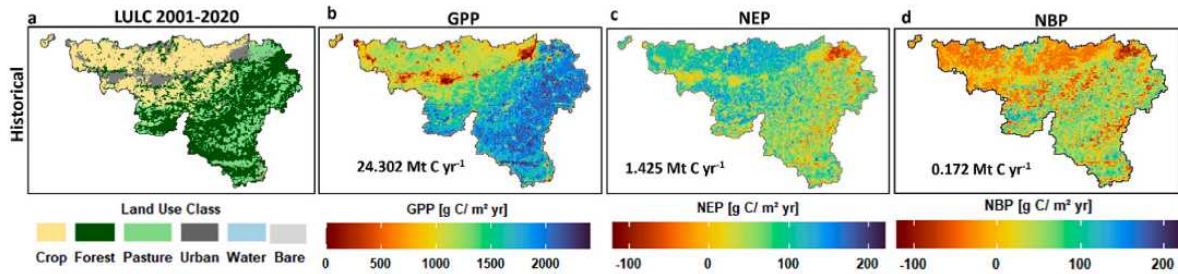 a LULC 2001-2020
b GPP
c NEP
d NBP
Historical
24.302 Mt C yr⁻¹
1.425 Mt C yr⁻¹
0.172 Mt C yr⁻¹
Land Use Class
Crop Forest Pasture Urban Water Bare
GPP [g C/ m² yr]
0 500 1000 1500 2000
NEP [g C/ m² yr]
-100 0 100 200
NBP [g C/ m² yr]
-100 0 100 200